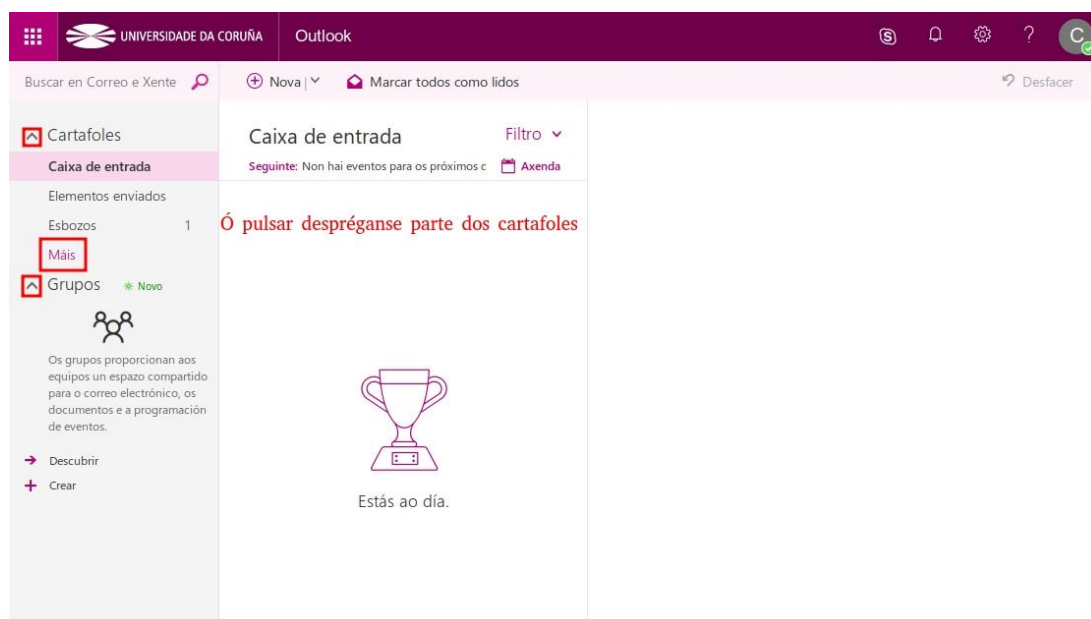 UNIVERSIDADE DA CORUÑA
Outlook
C
Buscar en Correo e Xente
Nova
Marcar todos como lidos
Desfacer
Cartafoles
Caixa de entrada
Elementos enviados
Esbozos 1
Máis
Grupos
Novo
Os grupos proporcionan aos
equipos un espazo compartido
para o correo electrónico, os
documentos e a programación
de eventos.
Descubrir
Crear
Caixa de entrada
Filtro
Seguinte: Non hai eventos para os próximos c
Axenda
Ó pulsar despréganse parte dos cartafoles
Estás ao día.